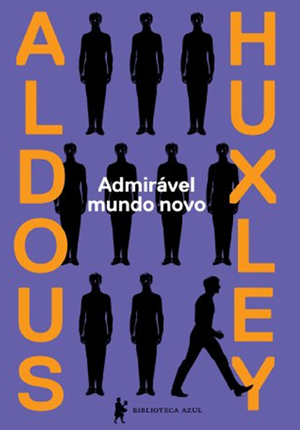 ALDOUS
HUXLEY
Admirável
mundo novo
BIBLIOTECA AZUL